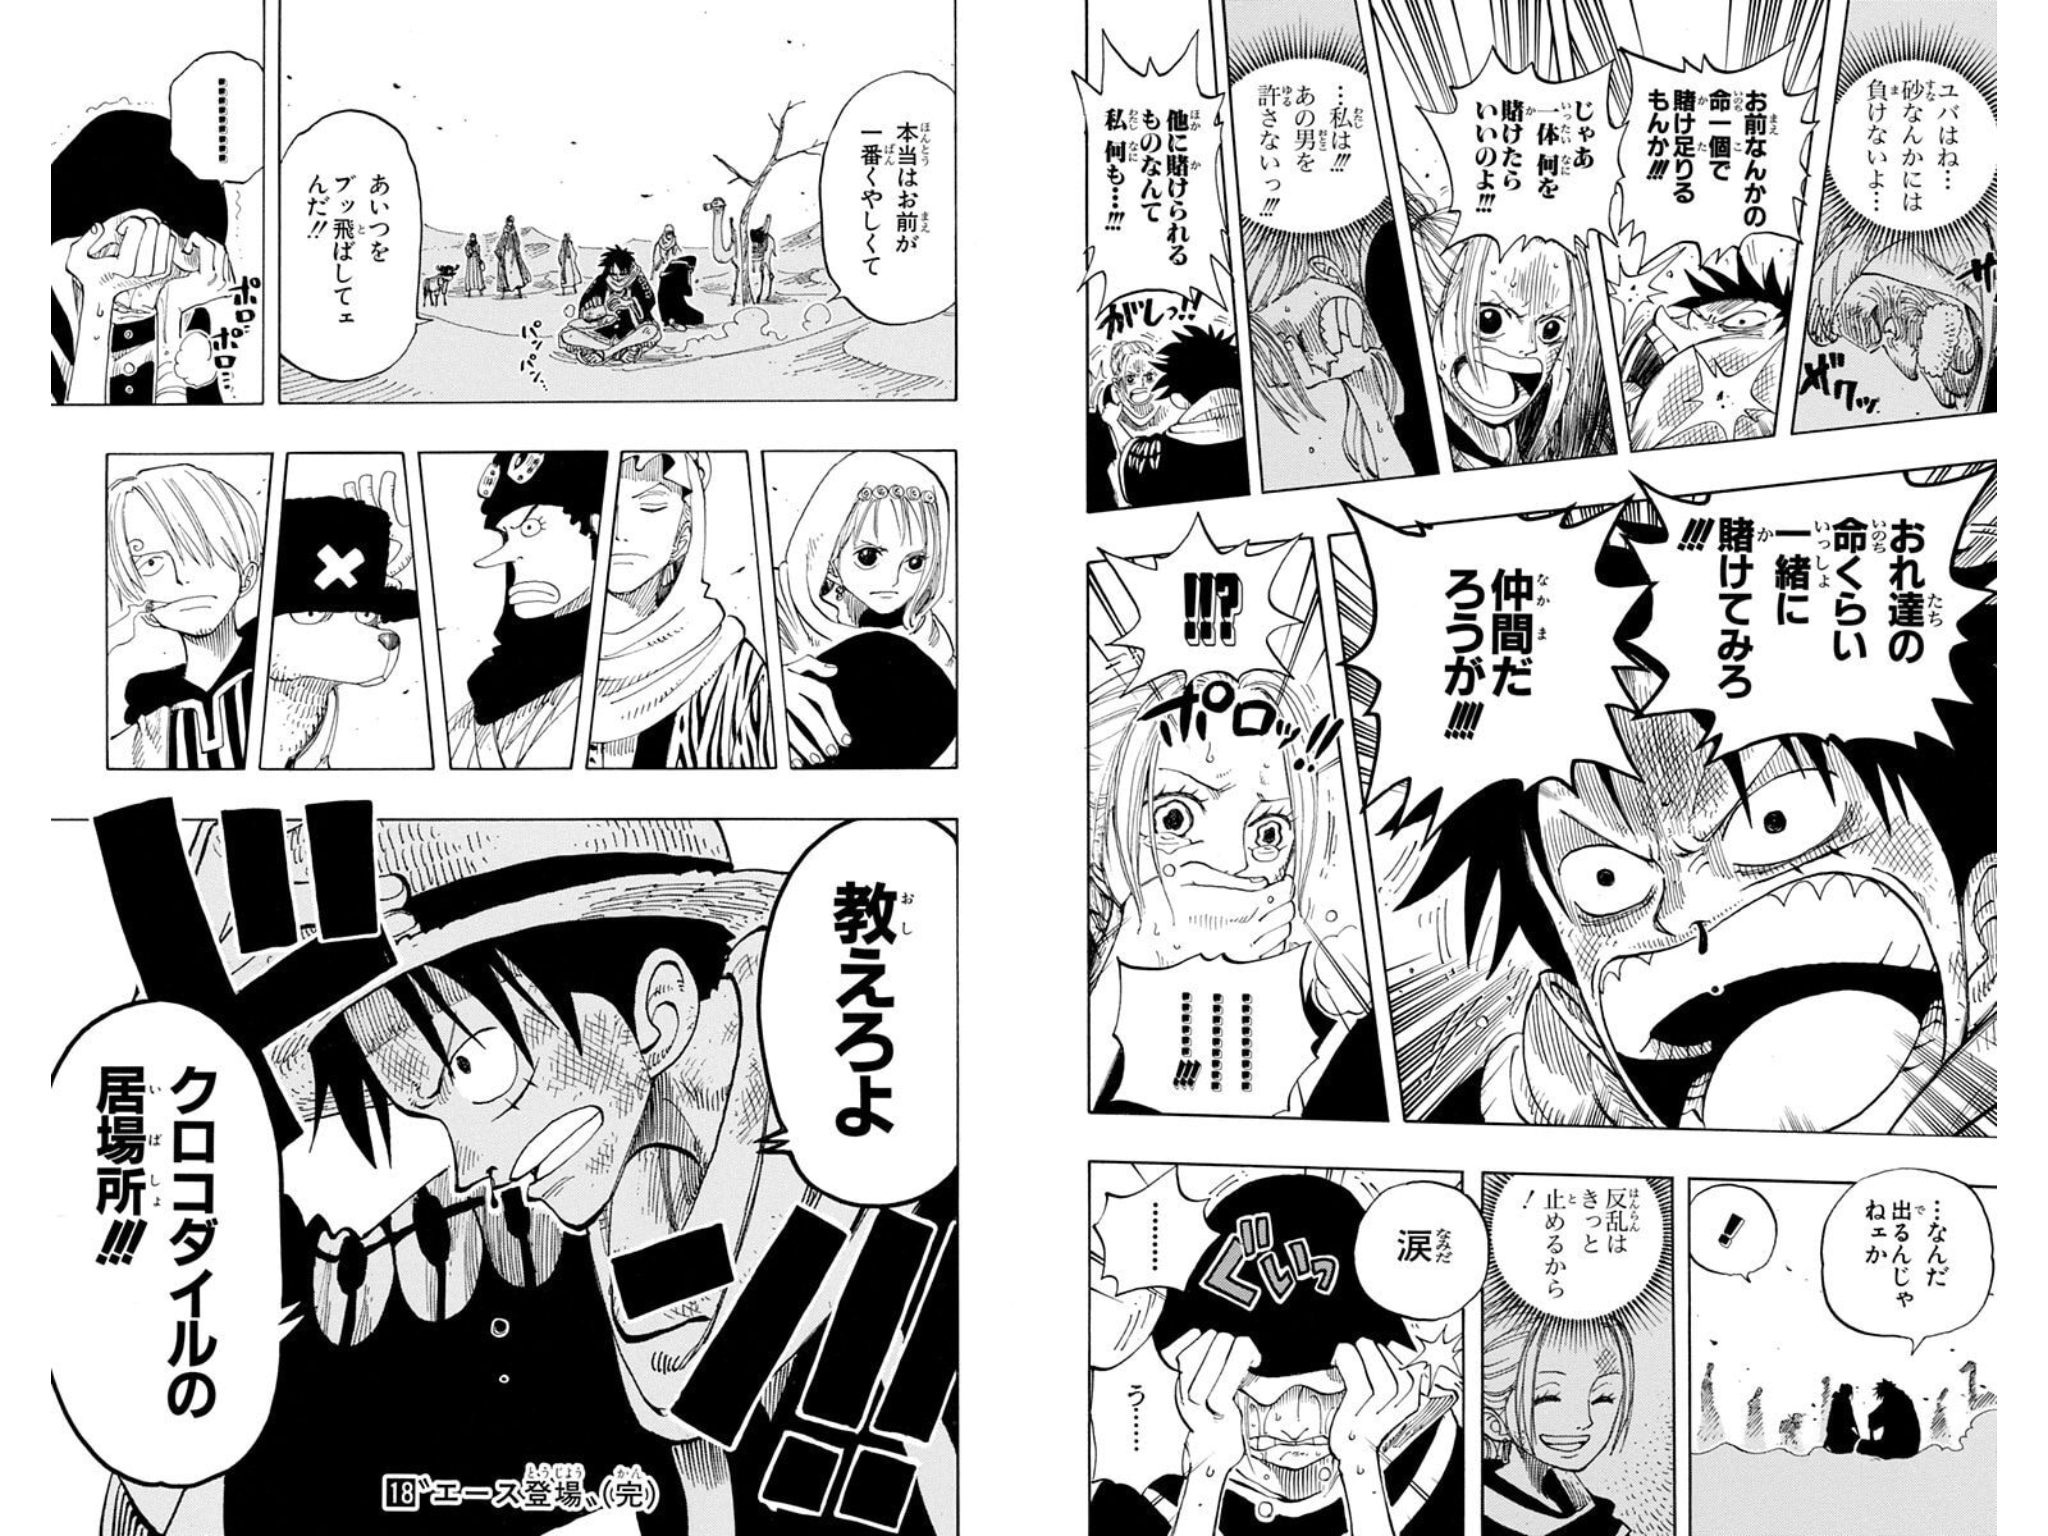 ユバはね…
砂なんかには
負けないよ…
ザッ
ザクッ
お前なんかの
命一個で
賭け足りる
もんか!!!
じゃあ
一体何を
賭けたら
いいのよ!!!
…私は!!!
あの男を
許さないっ!!!
他に賭けられる
ものなんて
私何も…!!!
がしっ!!
おれ達の
命くらい
一緒に
賭けてみろ
!!!
仲間だ
ろうが!!!!
!!?
ポロッ!!
…………
…………
………!!!
…なんだ
出るんじゃ
ねェか
!
反乱は
きっと
止めるから
!
涙
ぐいっ
………
う……
本当はお前が
一番くやしくて
あいつを
ブッ飛ばしてェ
んだ!!
パン
パンパン…
…………
ポロ
ポロ…
教えろよ
クロコダイルの
居場所!!!
ドン!!
18〝エース登場〟(完)